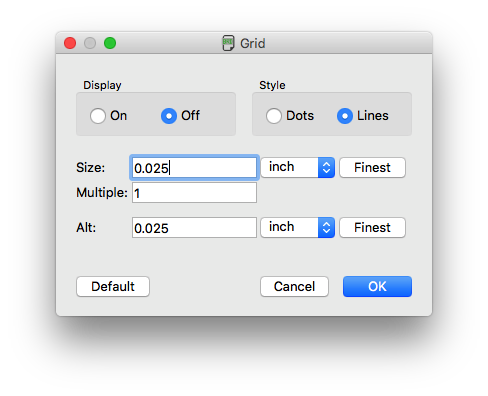 Grid
Display Style
On Off Dots Lines
Size: 0.025 inch Finest
Multiple: 1
Alt: 0.025 inch Finest
Default Cancel OK